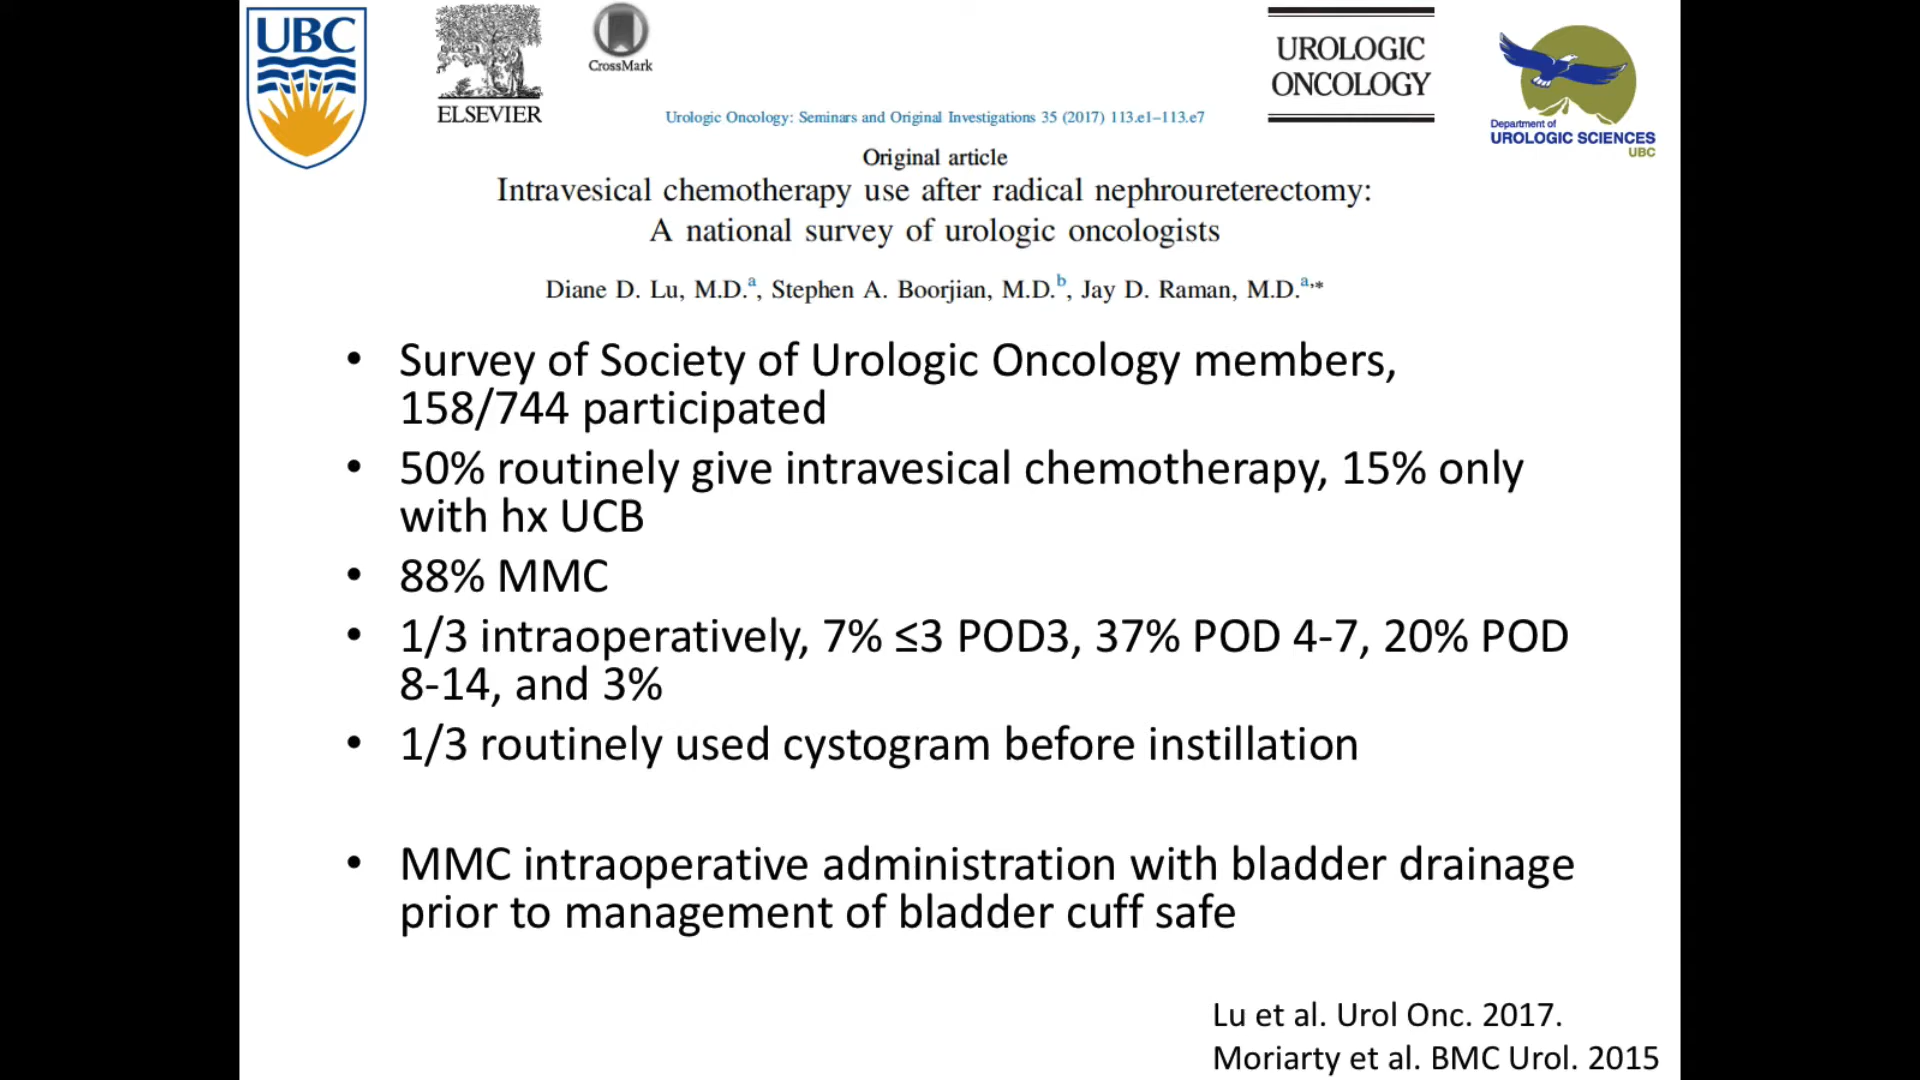 UBC
ELSEVIER
CrossMark
Urologic Oncology: Seminars and Original Investigations 35 (2017) 113.e1–113.e7
UROLOGIC
ONCOLOGY
Department of
UROLOGIC SCIENCES
UBC
Original article
Intravesical chemotherapy use after radical nephroureterectomy:
A national survey of urologic oncologists
Diane D. Lu, M.D.a, Stephen A. Boorjian, M.D.b, Jay D. Raman, M.D.a,*
• Survey of Society of Urologic Oncology members,
158/744 participated
• 50% routinely give intravesical chemotherapy, 15% only
with hx UCB
• 88% MMC
• 1/3 intraoperatively, 7% ≤3 POD3, 37% POD 4-7, 20% POD
8-14, and 3%
• 1/3 routinely used cystogram before instillation
• MMC intraoperative administration with bladder drainage
prior to management of bladder cuff safe
Lu et al. Urol Onc. 2017.
Moriarty et al. BMC Urol. 2015